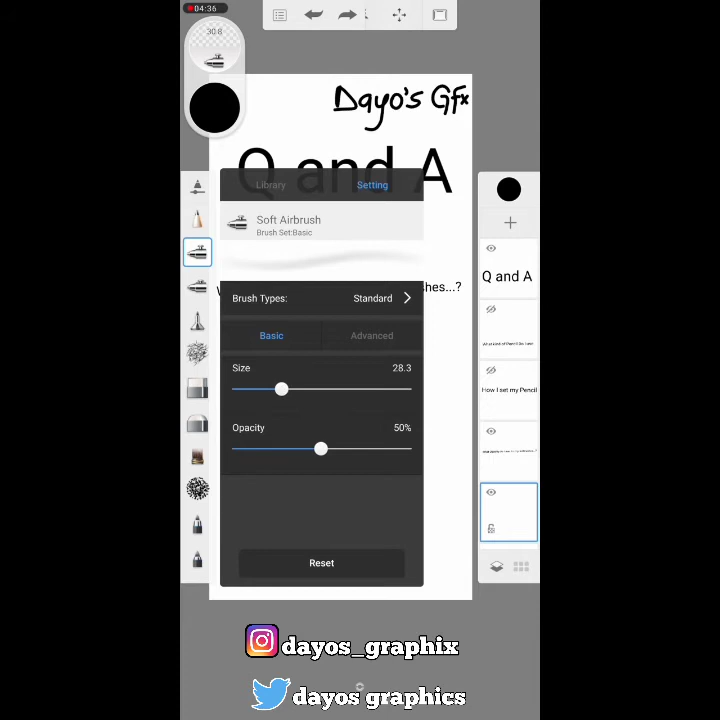 04:36
30.8
Dayo's Gfx
Q and A
Library
Setting
Soft Airbrush
Brush Set:Basic
shes...?
Brush Types:
Standard
Basic
Advanced
Size
28.3
Opacity
50%
Reset
Q and A
How I set my Pencil
dayos_graphix
dayos graphics